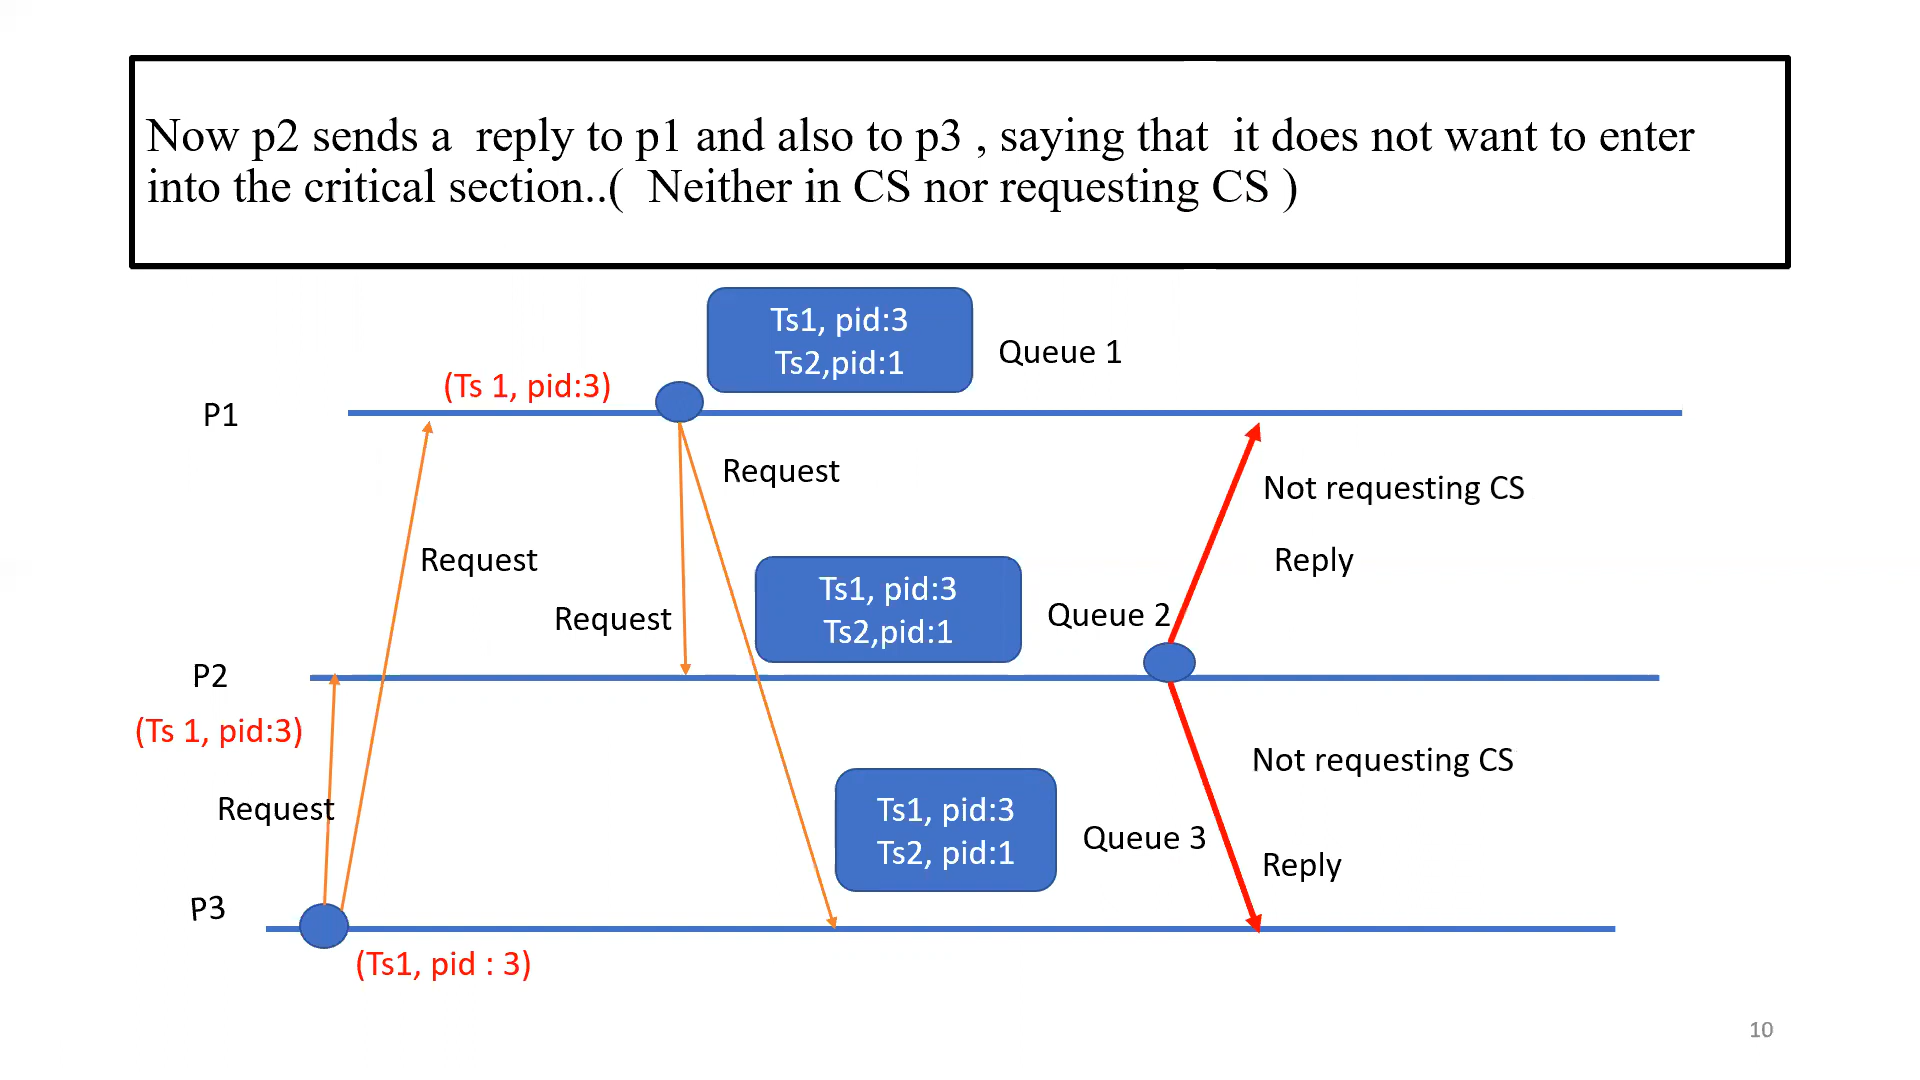 Now p2 sends a  reply to p1 and also to p3 , saying that  it does not want to enter
into the critical section..(  Neither in CS nor requesting CS )
Ts1, pid:3
Ts2,pid:1
Queue 1
(Ts 1, pid:3)
P1
Request
Not requesting CS
Request
Reply
Ts1, pid:3
Ts2,pid:1
Queue 2
Request
P2
(Ts 1, pid:3)
Not requesting CS
Request
Ts1, pid:3
Ts2, pid:1
Queue 3
Reply
P3
(Ts1, pid : 3)
10